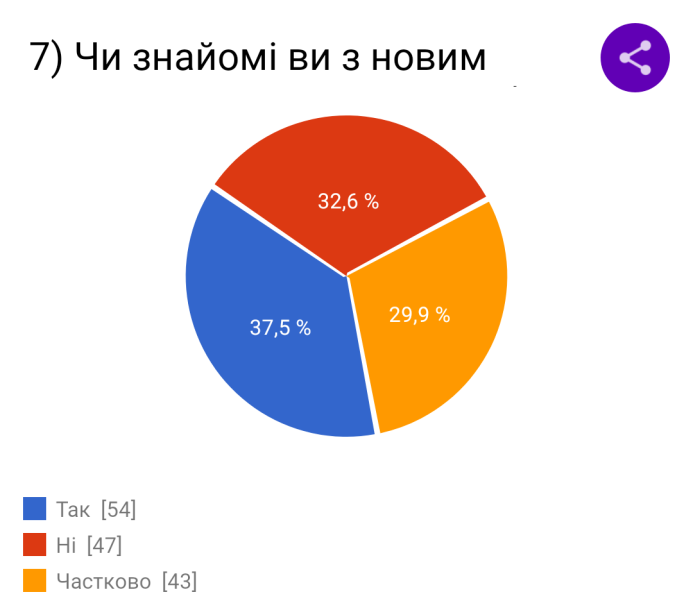 7) Чи знайомі ви з новим
32,6 %
29,9 %
37,5 %
Так [54]
Ні [47]
Частково [43]